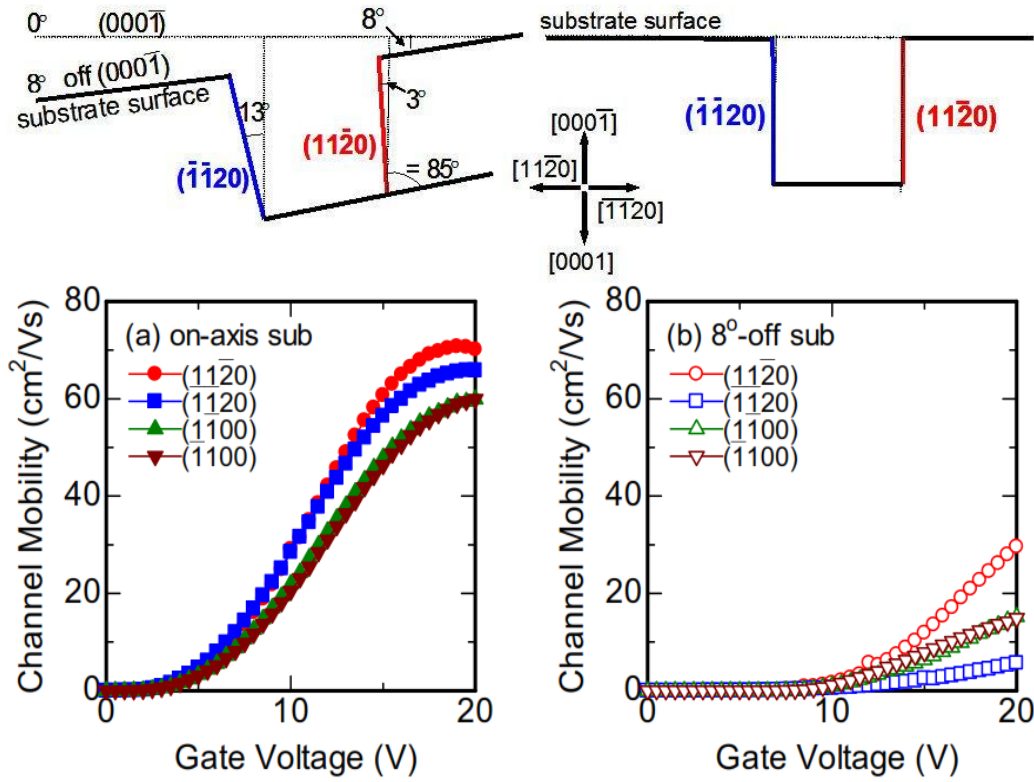 0° (0001̅)
8°
8° off (0001̅)
substrate surface
13°
3°
(112̅0)
(1̅1̅20)
= 85°
substrate surface
(1̅1̅20)
(112̅0)
[0001̅]
[112̅0]
[1̅1̅20]
[0001]
(a) on-axis sub
(112̅0)
(1̅1̅20)
(11̅00)
(1̅100)
80
60
40
20
0
Channel Mobility (cm²/Vs)
0 10 20
Gate Voltage (V)
(b) 8°-off sub
(112̅0)
(1̅1̅20)
(11̅00)
(1̅100)
80
60
40
20
0
Channel Mobility (cm²/Vs)
0 10 20
Gate Voltage (V)